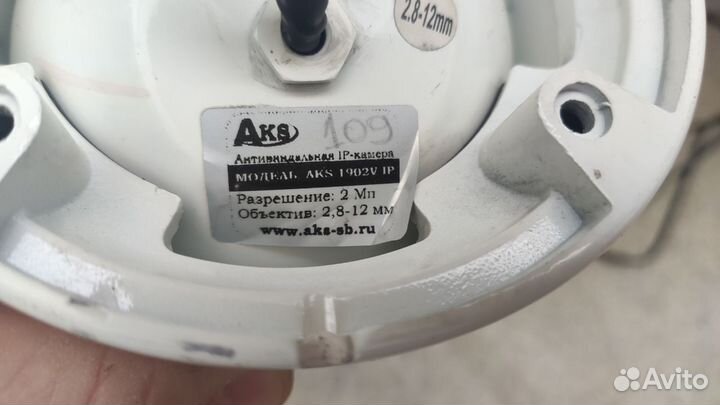 2.8-12mm
AKS 109
Антивандальная IP-камера
МОДЕЛЬ AKS 1902V IP
Разрешение: 2 Мп
Объектив: 2,8-12 мм
www.aks-sb.ru
Avito